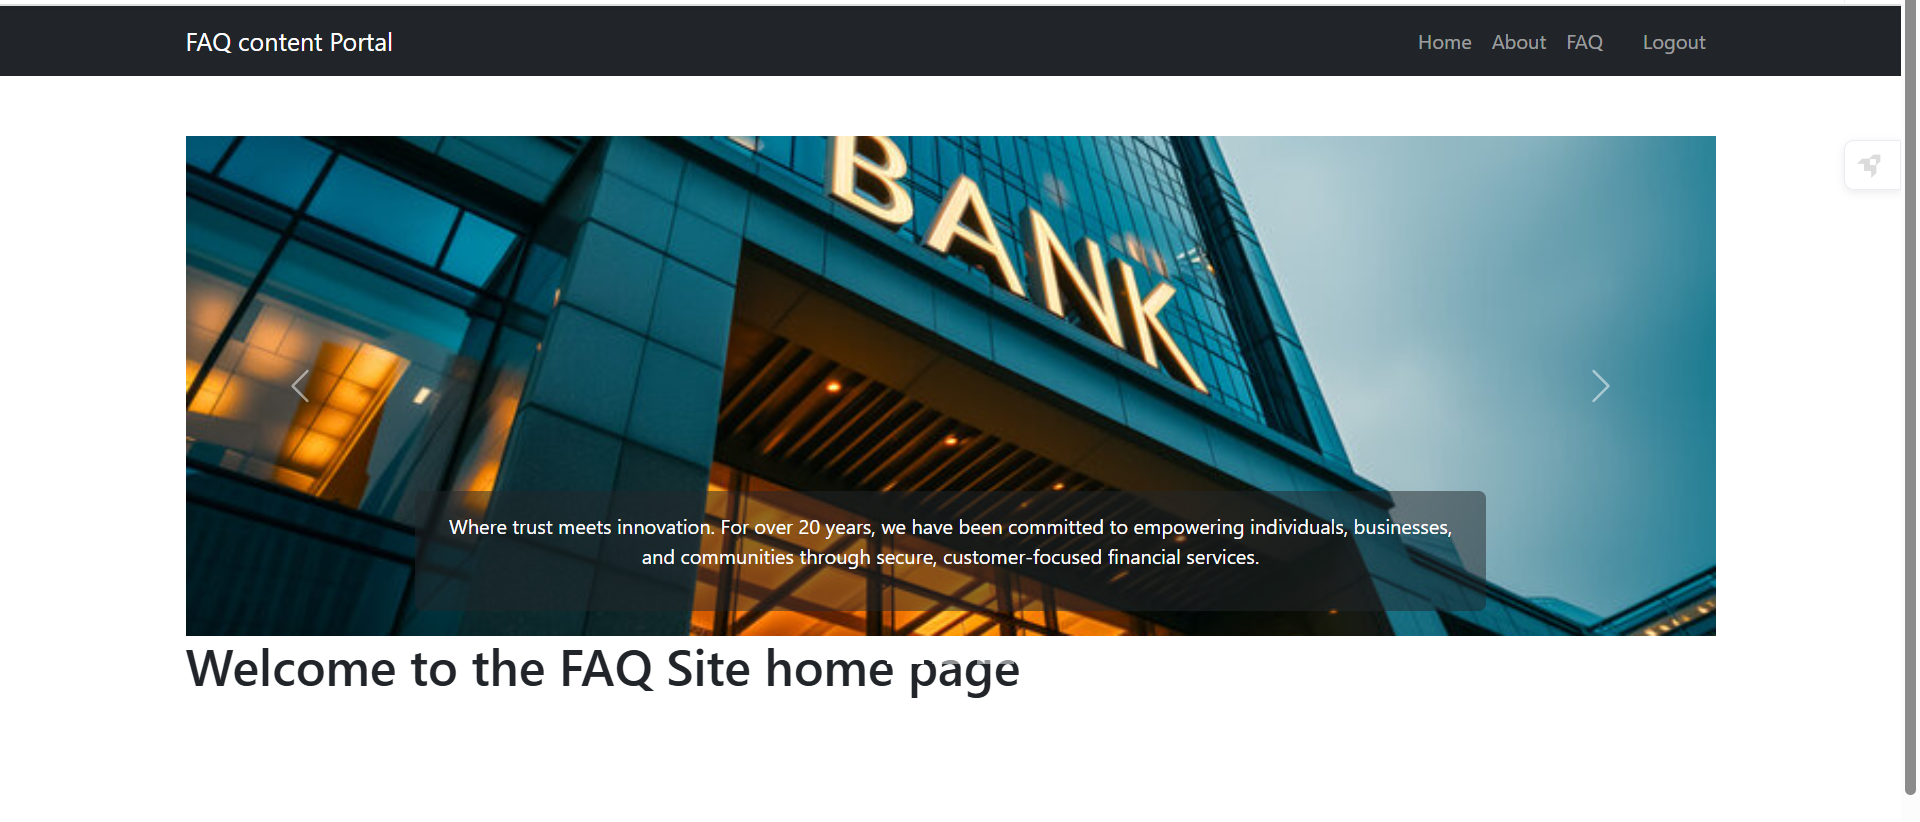 FAQ content Portal
Home About FAQ Logout
BANK
Where trust meets innovation. For over 20 years, we have been committed to empowering individuals, businesses,
and communities through secure, customer-focused financial services.
Welcome to the FAQ Site home page